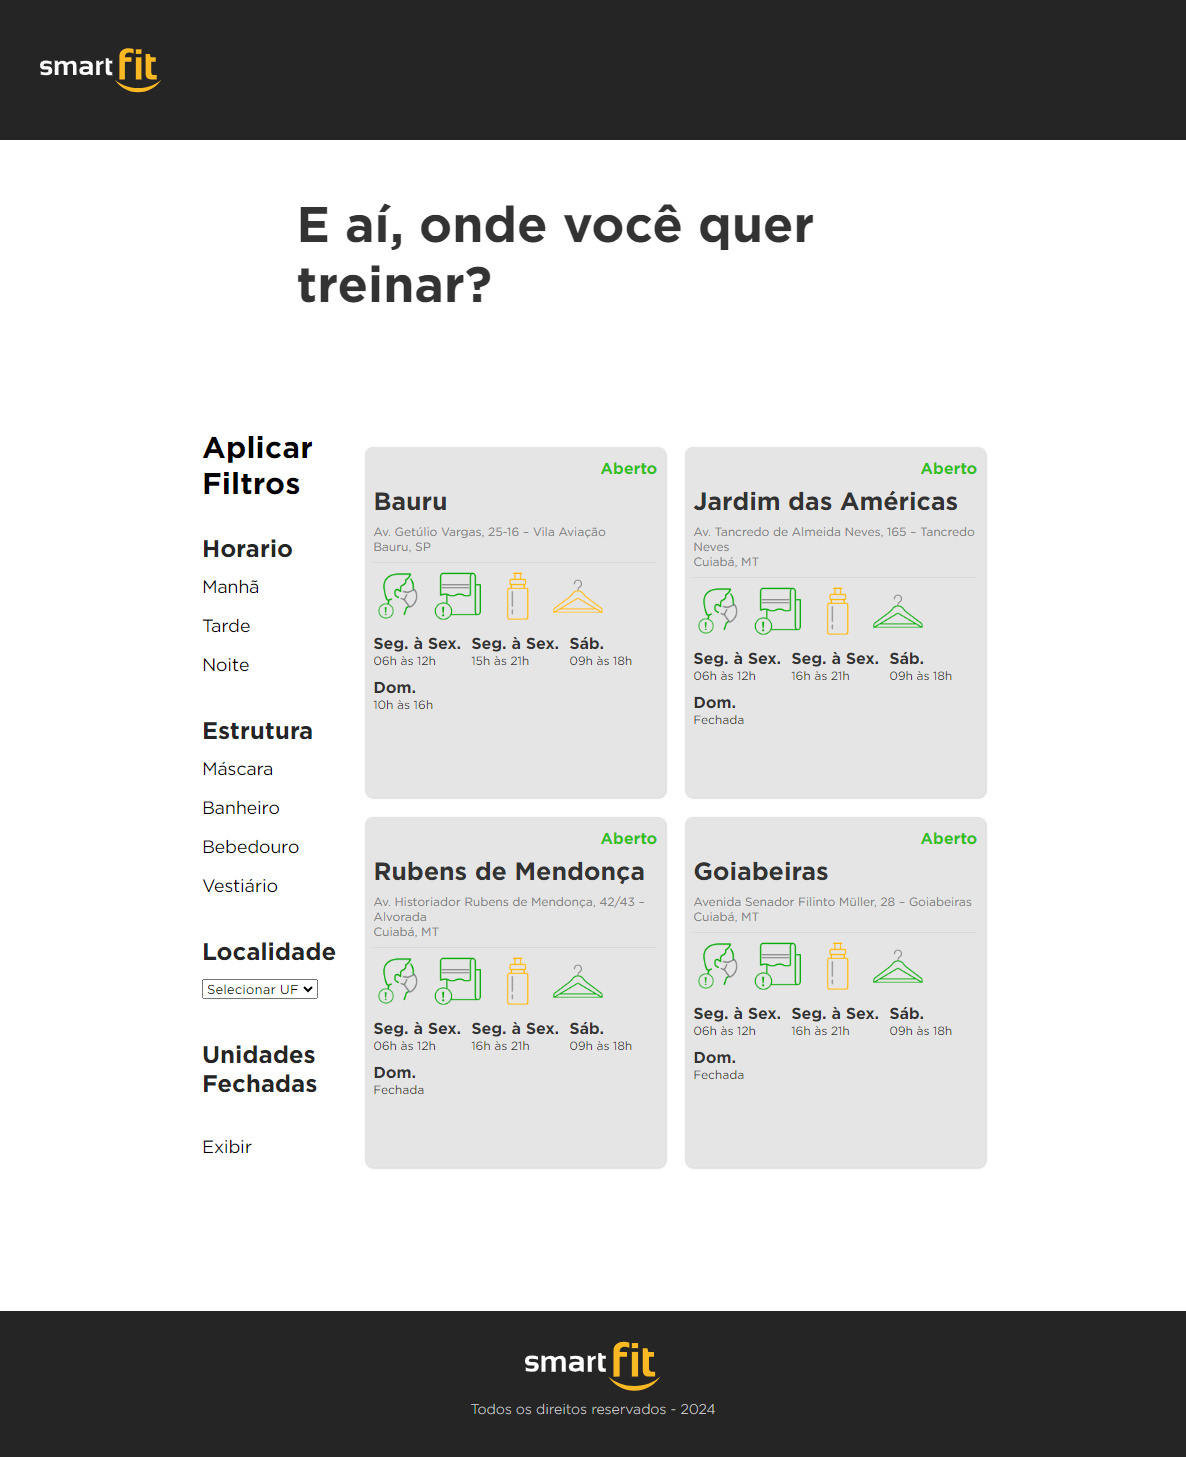 smart fit
E aí, onde você quer
treinar?
Aplicar
Filtros
Horario
Manhã
Tarde
Noite
Estrutura
Máscara
Banheiro
Bebedouro
Vestiário
Localidade
Selecionar UF
Unidades
Fechadas
Exibir
Aberto
Bauru
Av. Getúlio Vargas, 25-16 – Vila Aviação
Bauru, SP
Seg. à Sex. Seg. à Sex. Sáb.
06h às 12h 15h às 21h 09h às 18h
Dom.
10h às 16h
Aberto
Jardim das Américas
Av. Tancredo de Almeida Neves, 165 – Tancredo
Neves
Cuiabá, MT
Seg. à Sex. Seg. à Sex. Sáb.
06h às 12h 16h às 21h 09h às 18h
Dom.
Fechada
Aberto
Rubens de Mendonça
Av. Historiador Rubens de Mendonça, 42/43 –
Alvorada
Cuiabá, MT
Seg. à Sex. Seg. à Sex. Sáb.
06h às 12h 16h às 21h 09h às 18h
Dom.
Fechada
Aberto
Goiabeiras
Avenida Senador Filinto Müller, 28 – Goiabeiras
Cuiabá, MT
Seg. à Sex. Seg. à Sex. Sáb.
06h às 12h 16h às 21h 09h às 18h
Dom.
Fechada
smart fit
Todos os direitos reservados - 2024